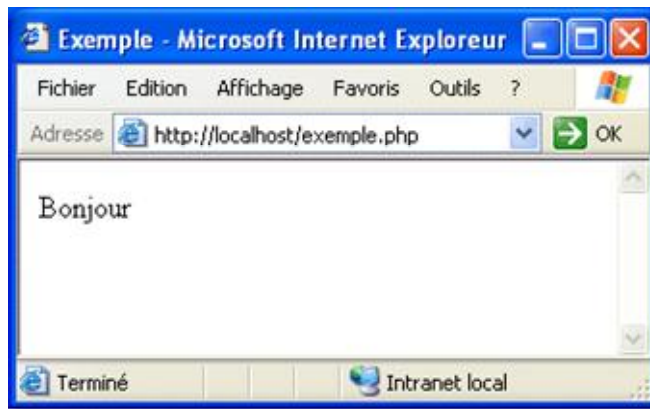 Exemple - Microsoft Internet Exploreur
Fichier Edition Affichage Favoris Outils ?
Adresse http://localhost/exemple.php OK
Bonjour
Terminé Intranet local